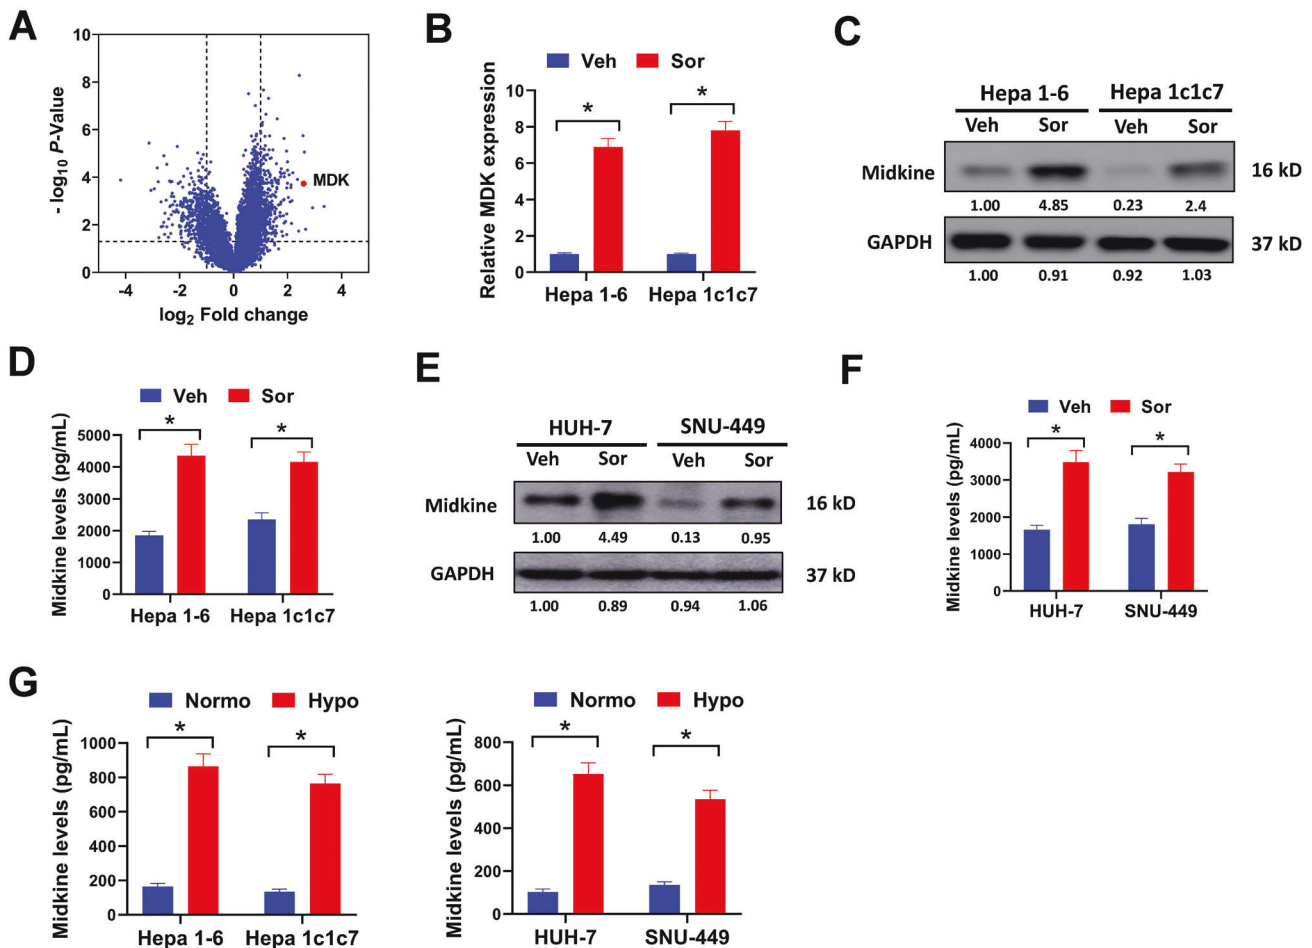 A
- log10 P-Value
10
8
6
4
2
0
MDK
-4 -2 0 2 4
log2 Fold change
B
Veh Sor
Relative MDK expression
10
8
6
4
2
0
* *
Hepa 1-6 Hepa 1c1c7
C
Hepa 1-6 Hepa 1c1c7
Veh Sor Veh Sor
Midkine 16 kD
1.00 4.85 0.23 2.4
GAPDH 37 kD
1.00 0.91 0.92 1.03
D
Veh Sor
Midkine levels (pg/mL)
5000
4000
3000
2000
1000
0
* *
Hepa 1-6 Hepa 1c1c7
E
HUH-7 SNU-449
Veh Sor Veh Sor
Midkine 16 kD
1.00 4.49 0.13 0.95
GAPDH 37 kD
1.00 0.89 0.94 1.06
F
Veh Sor
Midkine levels (pg/mL)
4000
3000
2000
1000
0
* *
HUH-7 SNU-449
G
Normo Hypo
Midkine levels (pg/mL)
1000
800
600
400
200
0
* *
Hepa 1-6 Hepa 1c1c7
Normo Hypo
Midkine levels (pg/mL)
800
600
400
200
0
* *
HUH-7 SNU-449